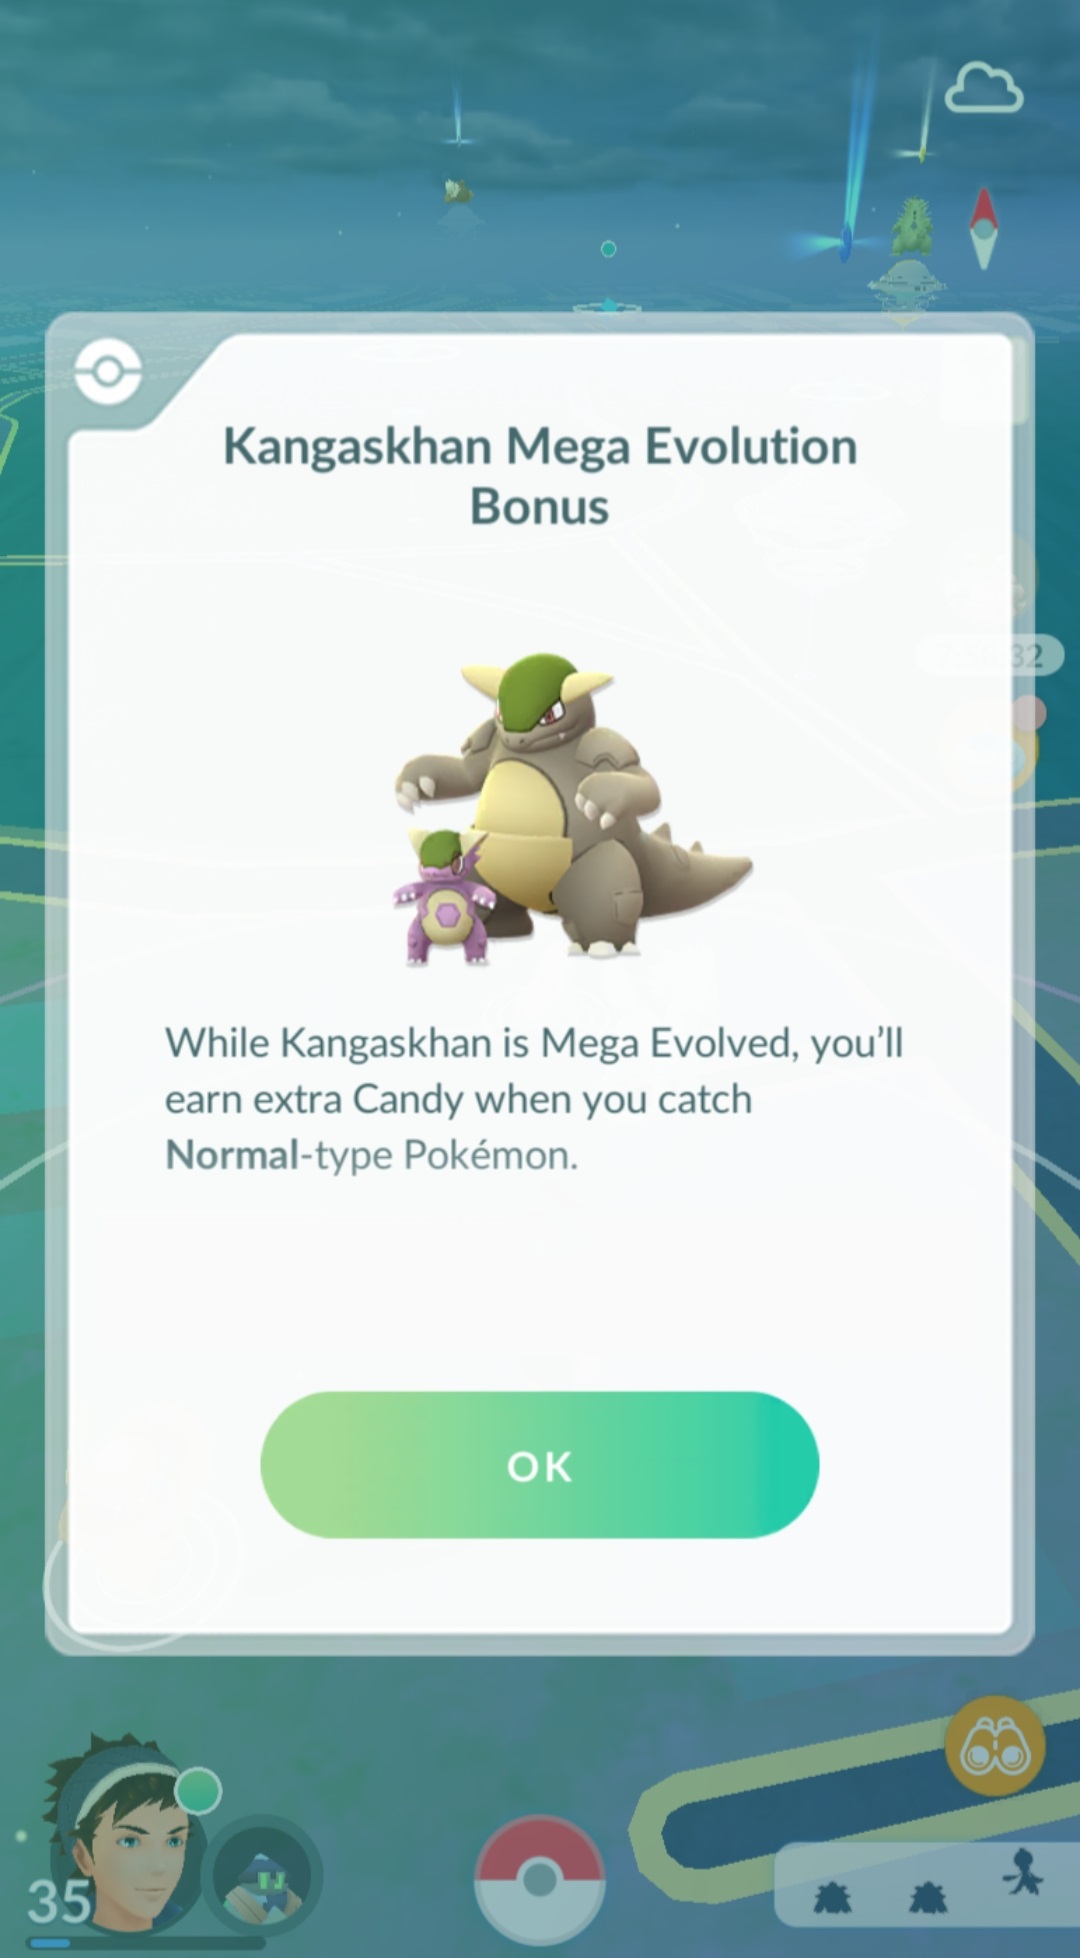 Kangaskhan Mega Evolution
Bonus
While Kangaskhan is Mega Evolved, you’ll
earn extra Candy when you catch
Normal-type Pokémon.
OK
35